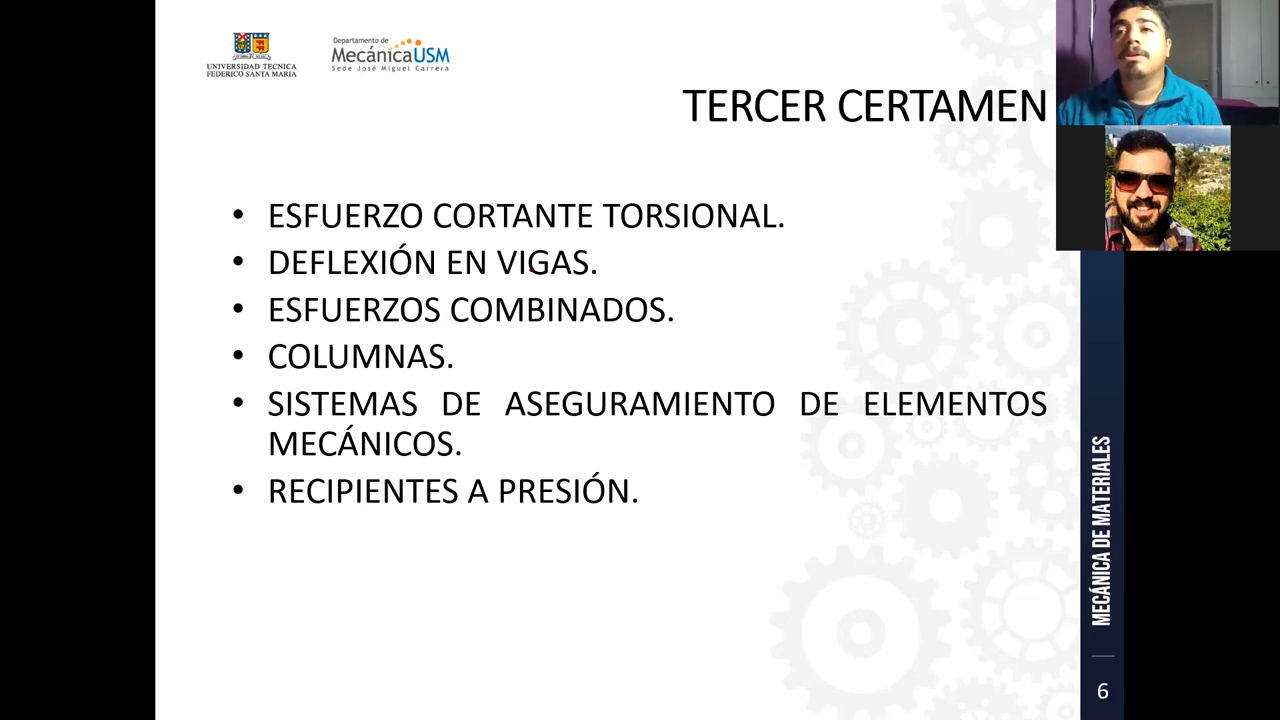 UNIVERSIDAD TECNICA
FEDERICO SANTA MARIA
Departamento de
MecánicaUSM
Sede José Miguel Carrera
TERCER CERTAMEN
• ESFUERZO CORTANTE TORSIONAL.
• DEFLEXIÓN EN VIGAS.
• ESFUERZOS COMBINADOS.
• COLUMNAS.
• SISTEMAS DE ASEGURAMIENTO DE ELEMENTOS
MECÁNICOS.
• RECIPIENTES A PRESIÓN.
MECÁNICA DE MATERIALES
6